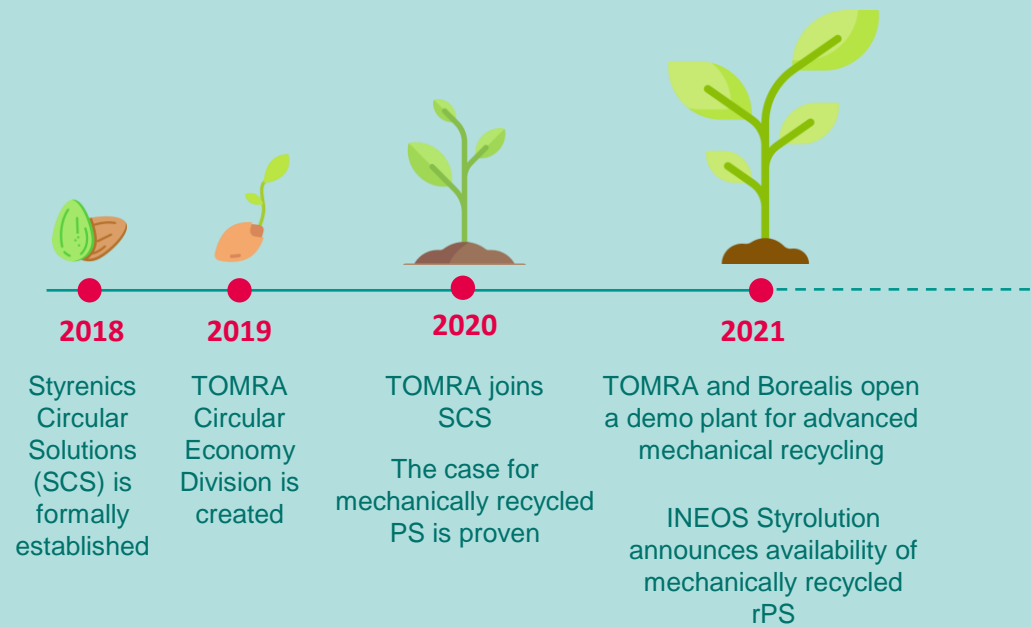 2018
Styrenics
Circular
Solutions
(SCS) is
formally
established
2019
TOMRA
Circular
Economy
Division is
created
2020
TOMRA joins
SCS
The case for
mechanically recycled
PS is proven
2021
TOMRA and Borealis open
a demo plant for advanced
mechanical recycling
INEOS Styrolution
announces availability of
mechanically recycled
rPS